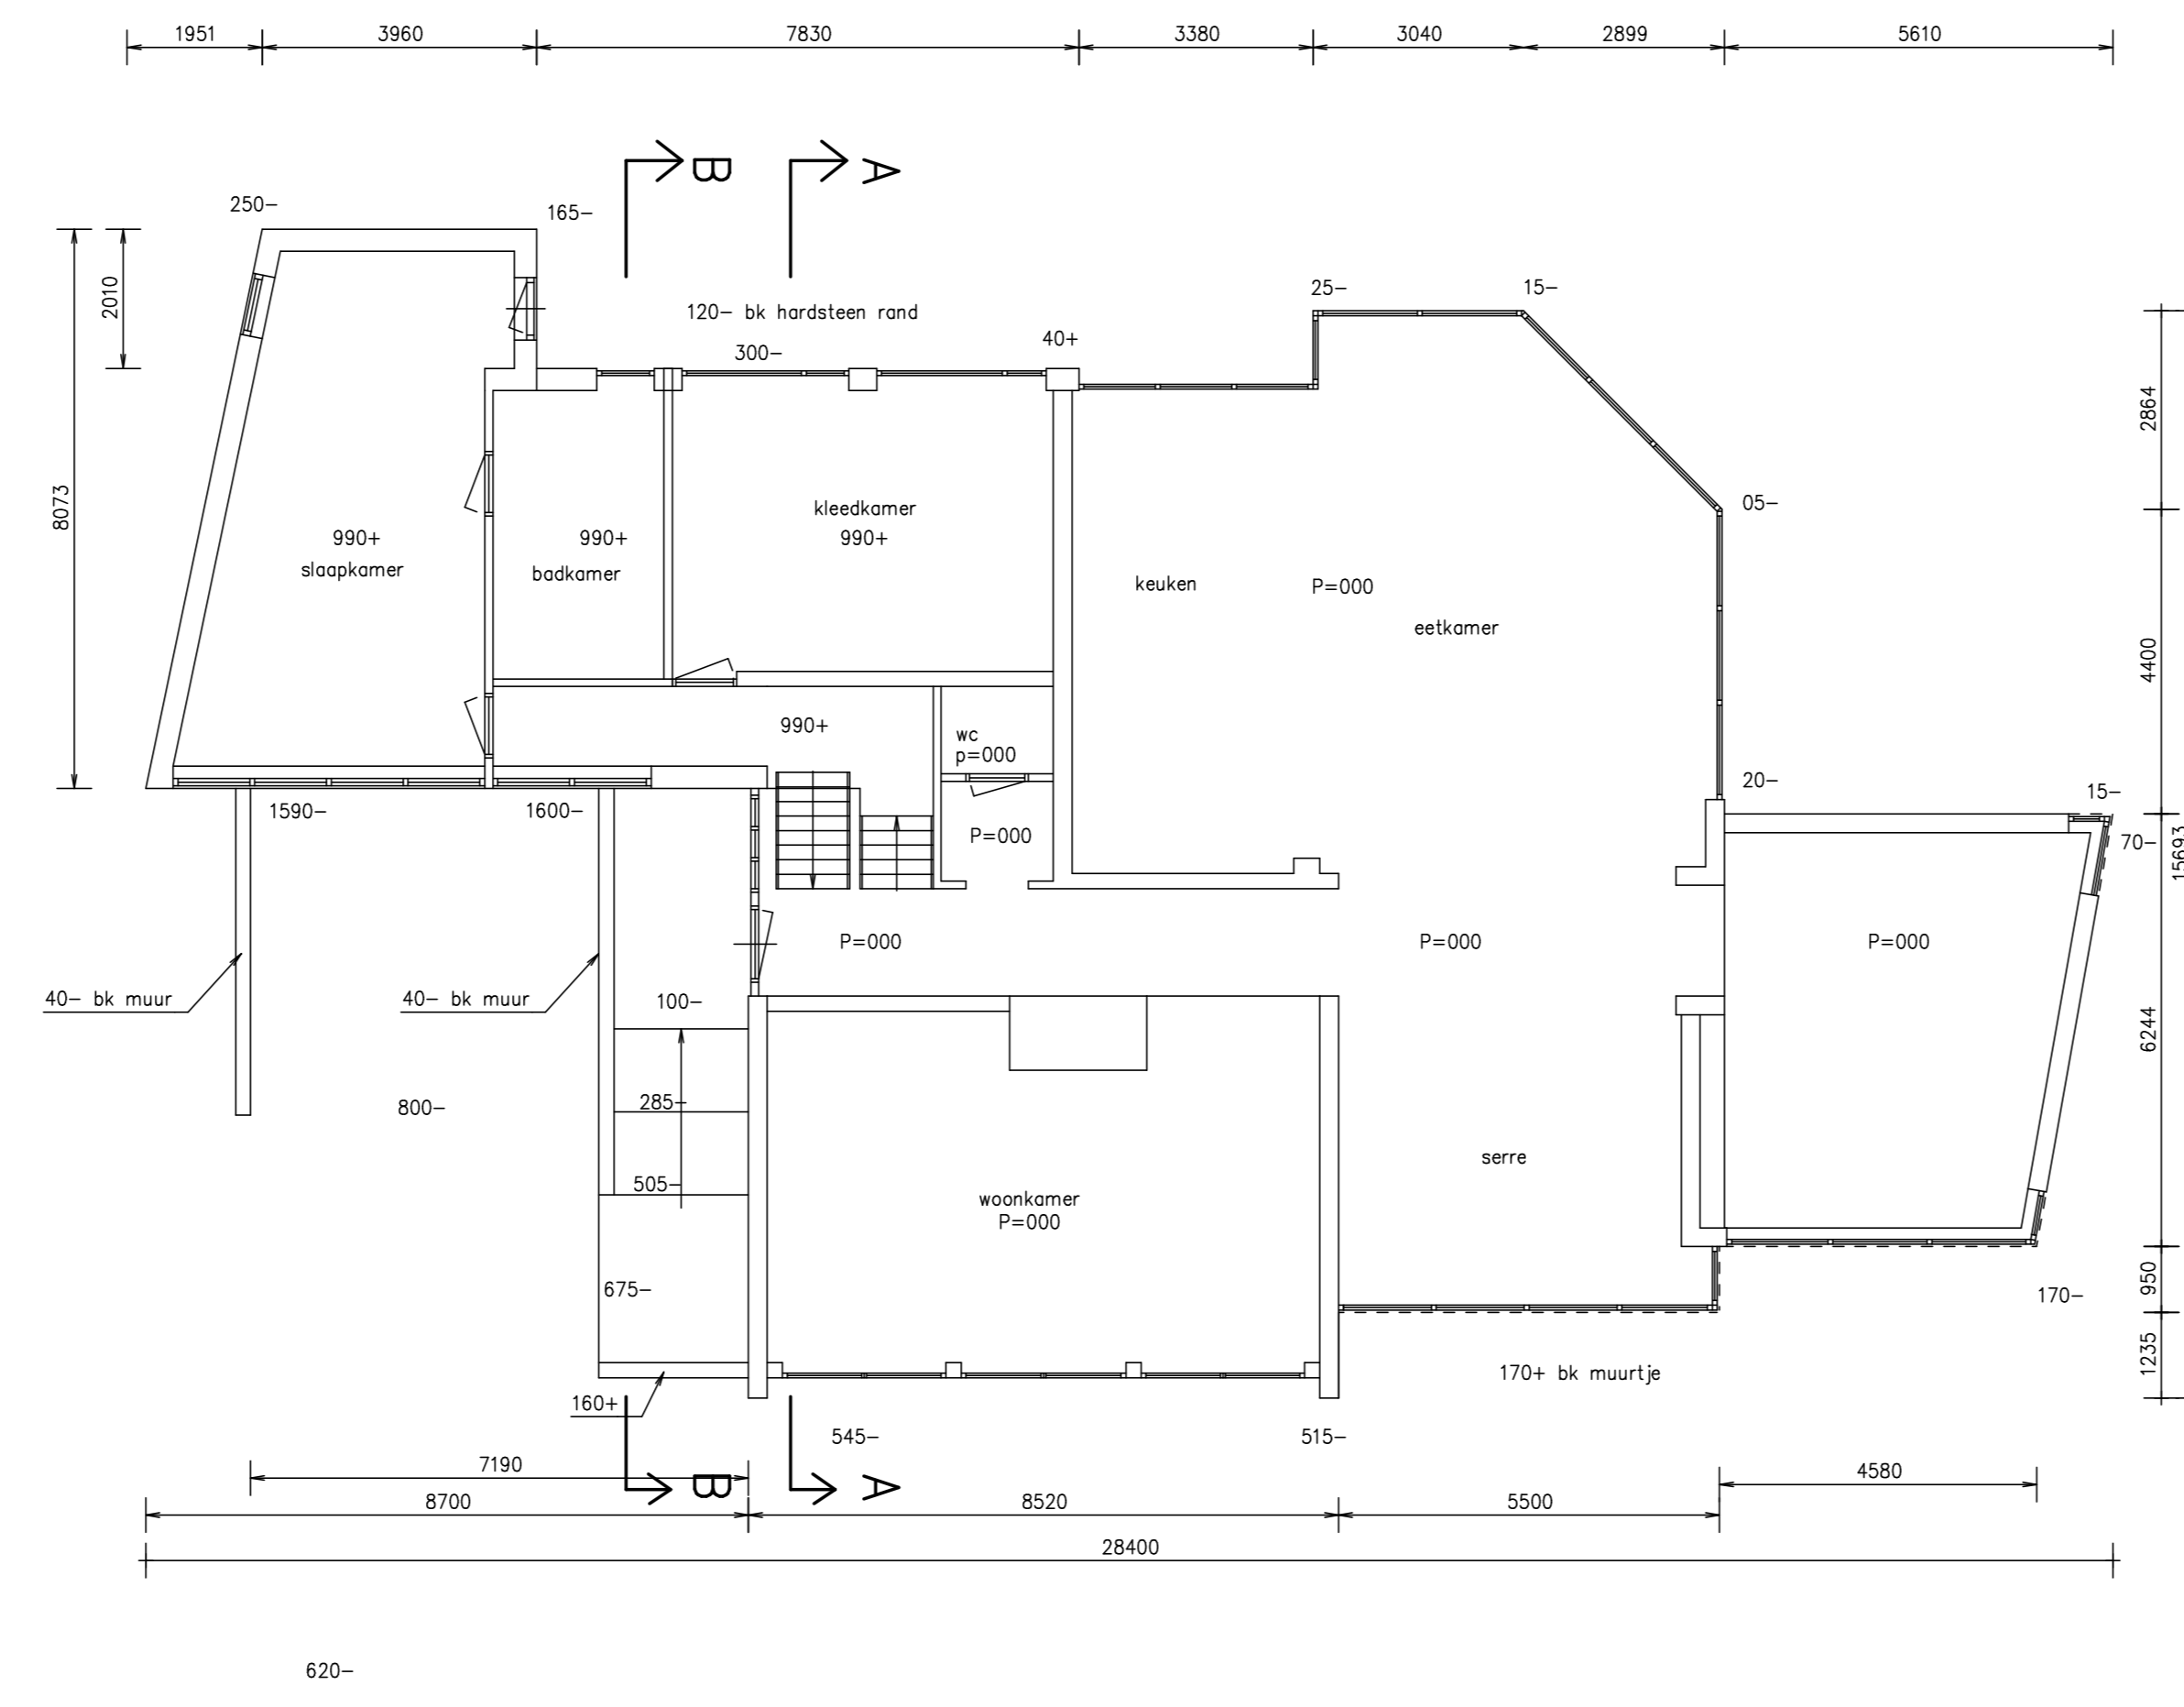 1951 3960 7830 3380 3040 2899 5610
B A
250-
165-
2010
8073
120- bk hardsteen rand
300-
40+
25-
15-
2864
05-
kleedkamer
990+
990+
slaapkamer
990+
badkamer
keuken
P=000
eetkamer
4400
990+
wc
p=000
P=000
20-
15-
70-
15693
1590-
1600-
P=000
P=000
P=000
40- bk muur
40- bk muur
100-
6244
285-
800-
505-
serre
woonkamer
P=000
675-
950
170-
1235
170+ bk muurtje
160+
545-
515-
7190
B A
4580
8700 8520 5500
28400
620-